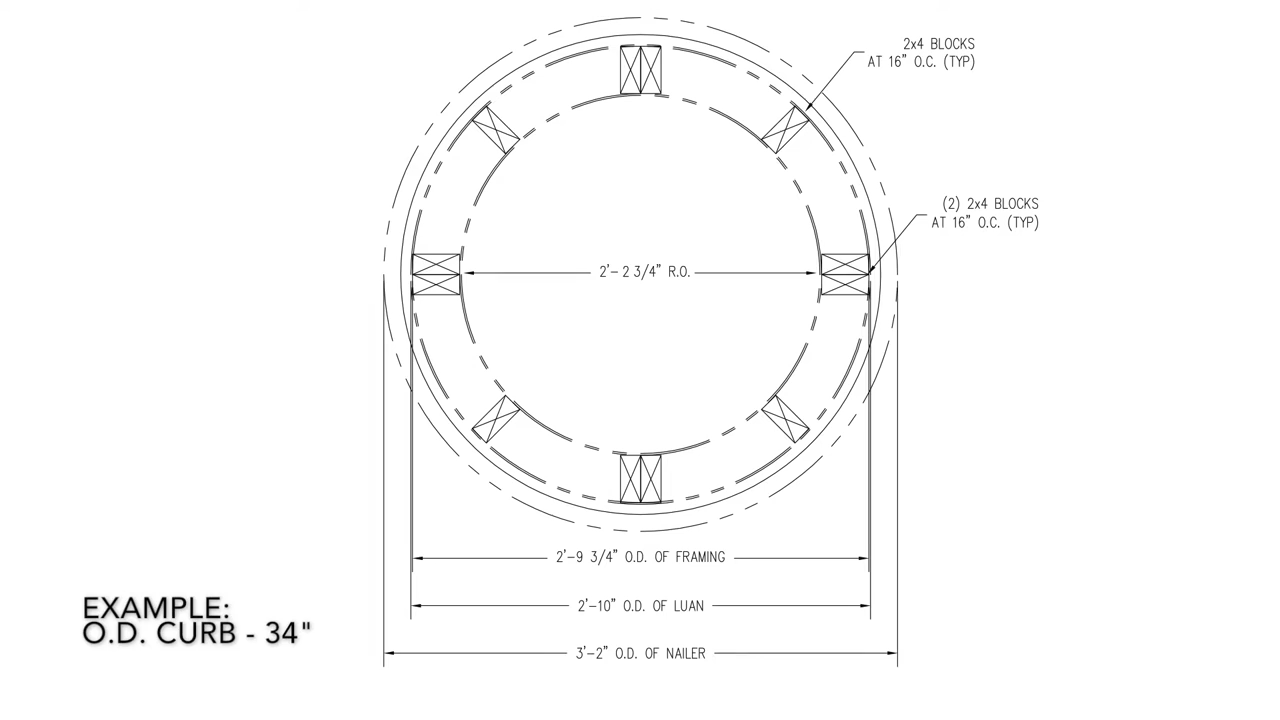 2x4 BLOCKS
AT 16" O.C. (TYP)
(2) 2x4 BLOCKS
AT 16" O.C. (TYP)
2'- 2 3/4" R.O.
2'-9 3/4" O.D. OF FRAMING
2'-10" O.D. OF LUAN
3'-2" O.D. OF NAILER
EXAMPLE:
O.D. CURB - 34"